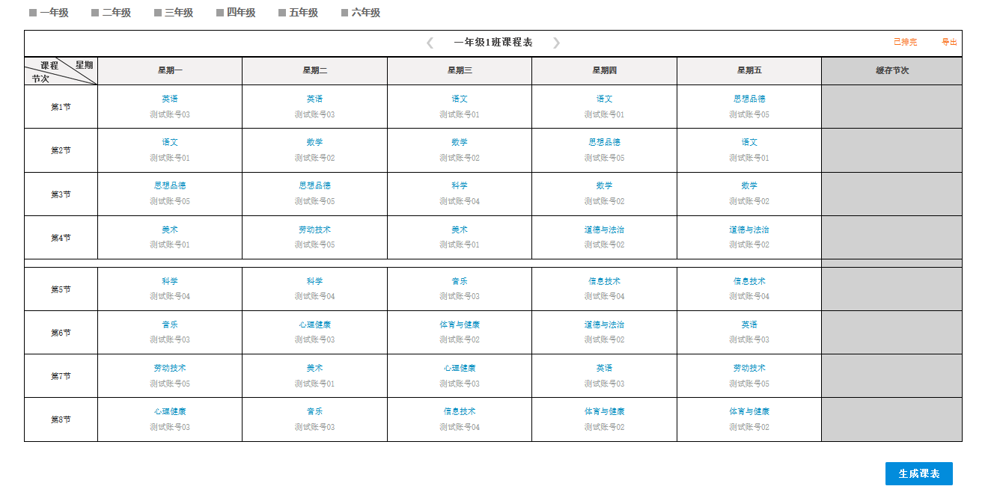 一年级 二年级 三年级 四年级 五年级 六年级
一年级1班课程表 已排完 导出
课程 星期 节次 星期一 星期二 星期三 星期四 星期五 缓存节次
英语 英语 语文 语文 思想品德
第1节
测试账号03 测试账号03 测试账号01 测试账号01 测试账号05
语文 数学 数学 思想品德 语文
第2节
测试账号01 测试账号02 测试账号02 测试账号05 测试账号01
思想品德 思想品德 科学 数学 数学
第3节
测试账号05 测试账号05 测试账号04 测试账号02 测试账号02
美术 劳动技术 美术 道德与法治 道德与法治
第4节
测试账号01 测试账号05 测试账号01 测试账号02 测试账号02
科学 科学 音乐 信息技术 信息技术
第5节
测试账号04 测试账号04 测试账号03 测试账号04 测试账号04
音乐 心理健康 体育与健康 道德与法治 英语
第6节
测试账号03 测试账号03 测试账号02 测试账号02 测试账号03
劳动技术 美术 心理健康 英语 劳动技术
第7节
测试账号05 测试账号01 测试账号03 测试账号03 测试账号05
心理健康 音乐 信息技术 体育与健康 体育与健康
第8节
测试账号03 测试账号03 测试账号04 测试账号02 测试账号02
生成课表